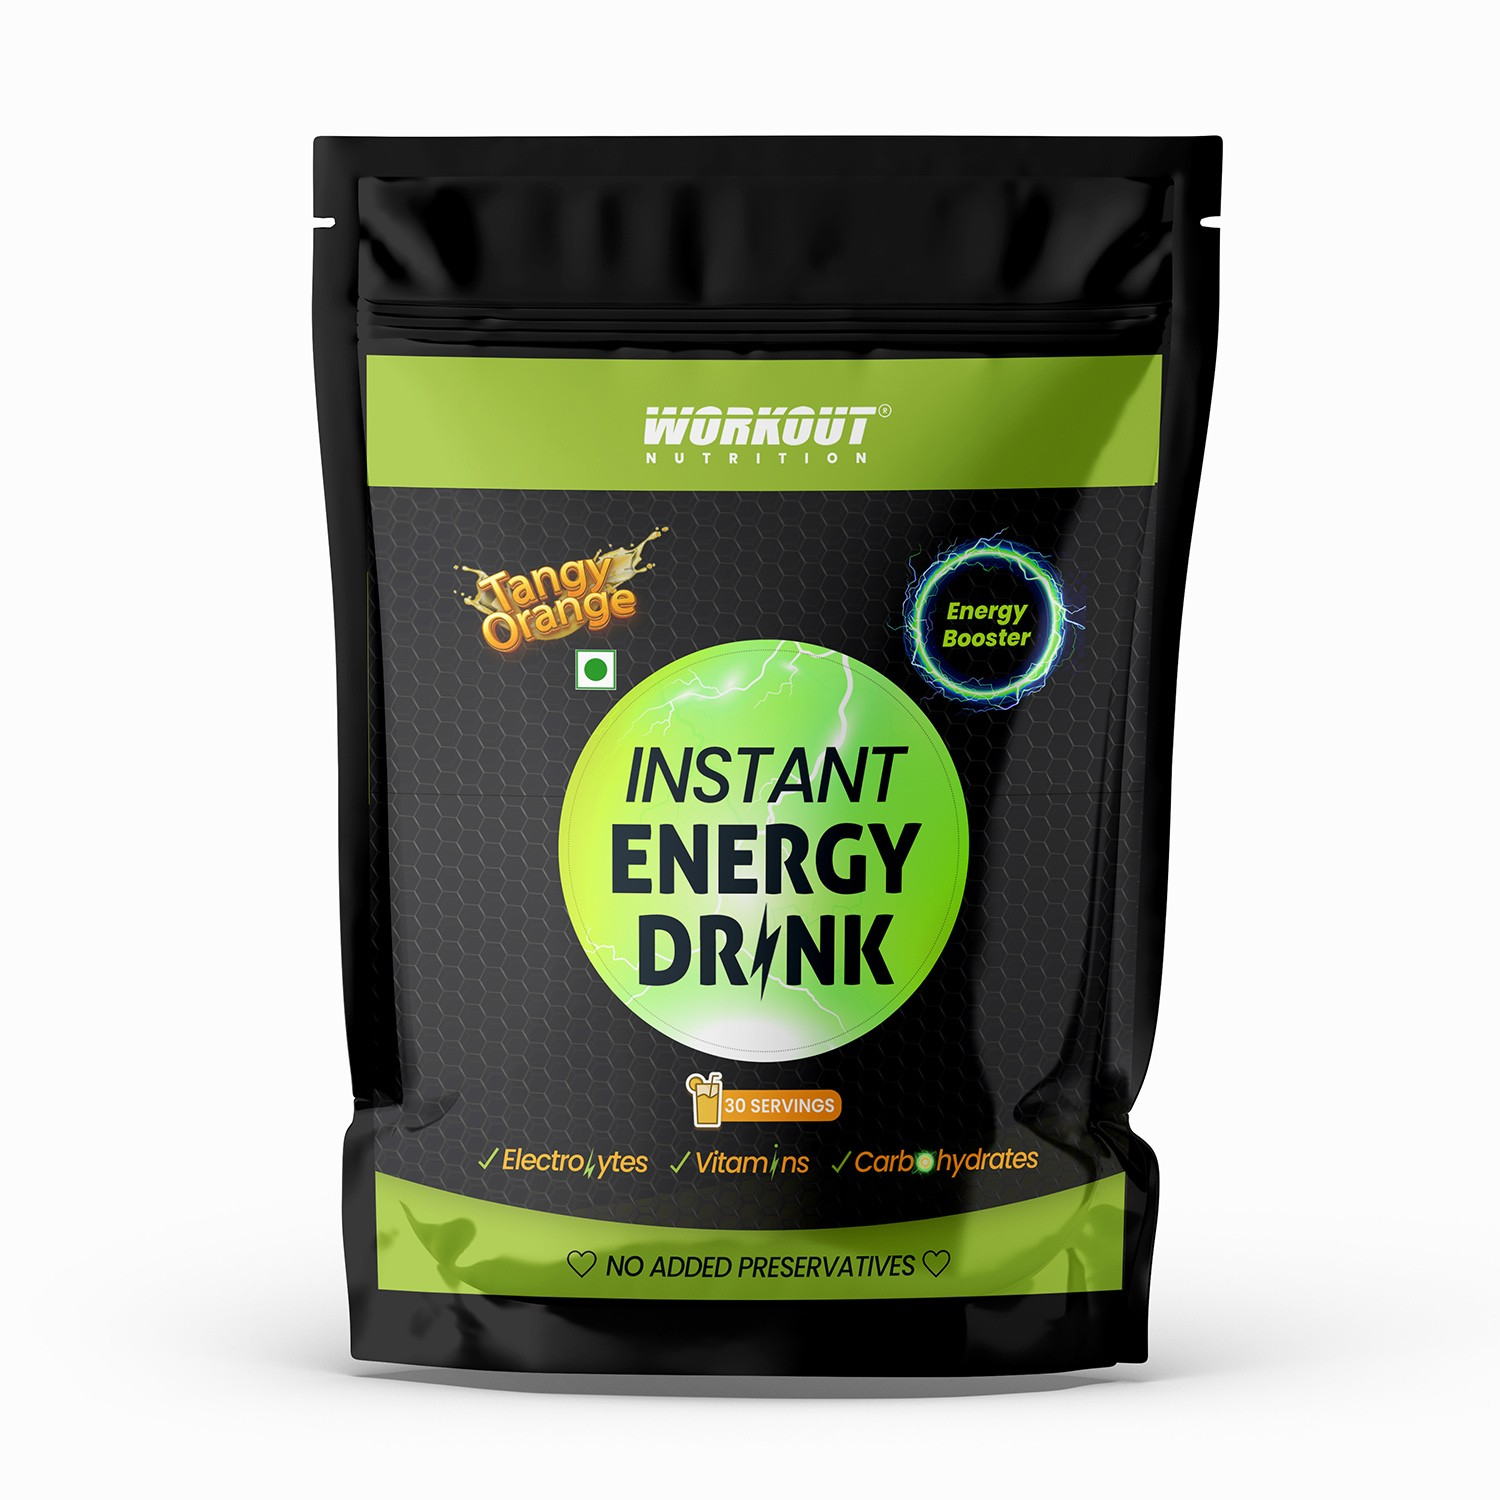 WORKOUT®
NUTRITION
Tangy
Orange
Energy
Booster
INSTANT
ENERGY
DRINK
30 SERVINGS
✓ Electrolytes ✓ Vitamins ✓ Carbohydrates
♡ NO ADDED PRESERVATIVES ♡